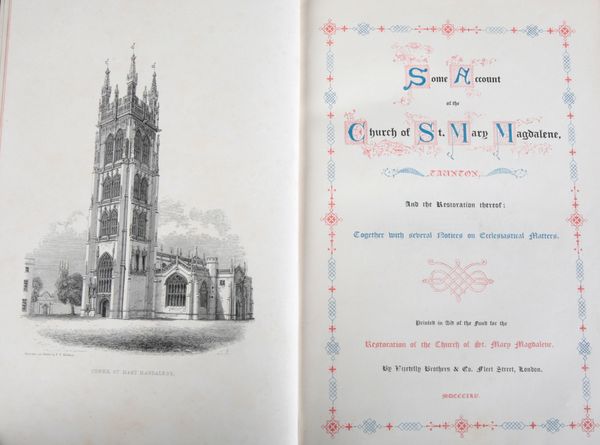 TOWER, ST MARY MAGDALENE.
Some Account
of the
Church of St. Mary Magdalene,
TAUNTON,
And the Restoration thereof;
Together with several Notices on Ecclesiastical Matters.
Printed in Aid of the Fund for the
Restoration of the Church of St. Mary Magdalene.
By Vizetelly Brothers & Co. Fleet Street, London.
MDCCCXLV.